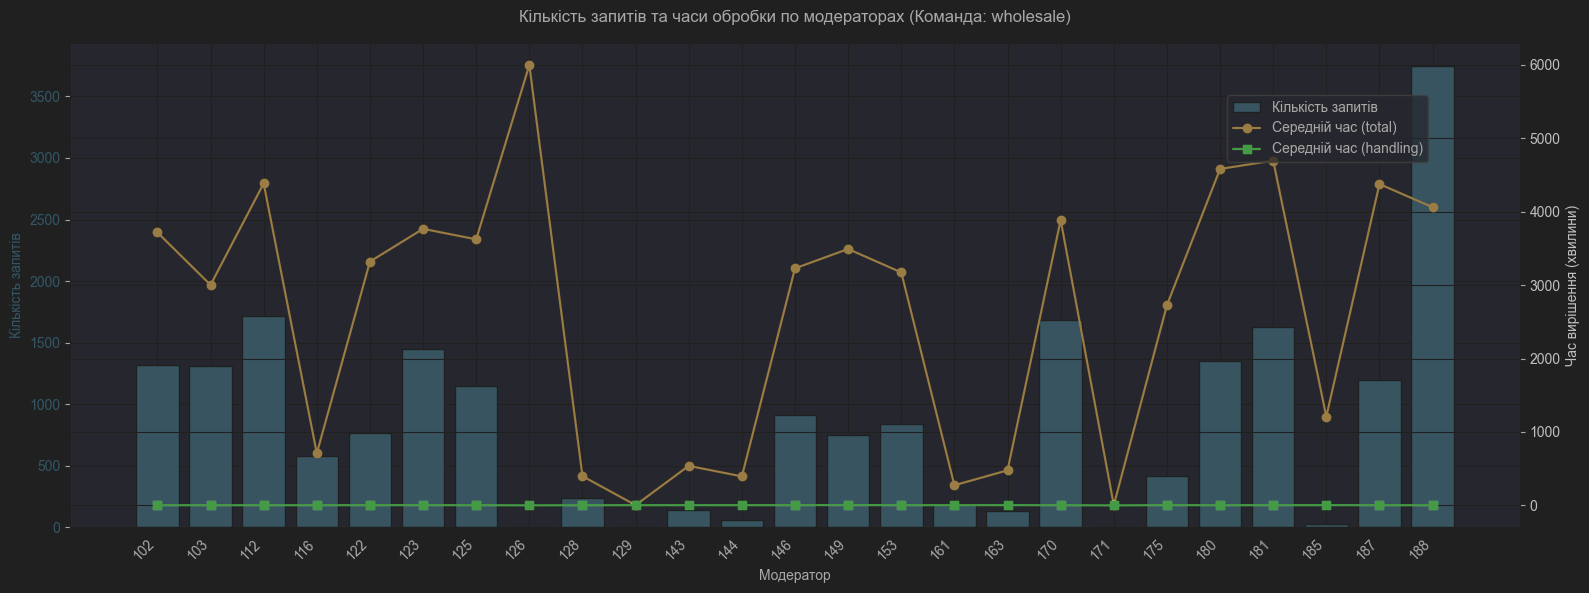 Кількість запитів та часи обробки по модераторах (Команда: wholesale)
Кількість запитів
3500
3000
2500
2000
1500
1000
500
0
Кількість запитів
Середній час (total)
Середній час (handling)
6000
5000
4000
3000
2000
1000
0
Час вирішення (хвилини)
102 103 112 116 122 123 125 126 128 129 143 144 146 149 153 161 163 170 171 175 180 181 185 187 188
Модератор